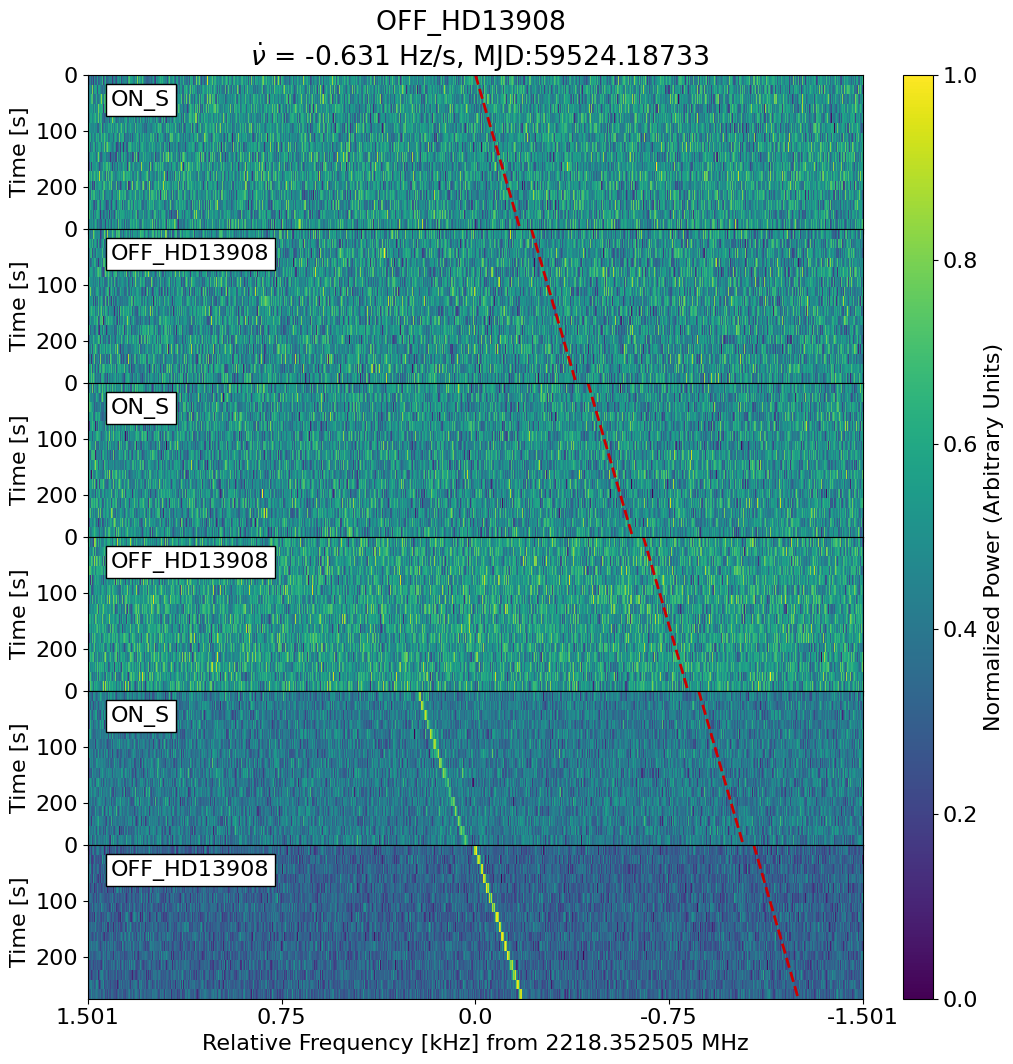 OFF_HD13908
ν̇ = -0.631 Hz/s, MJD:59524.18733
0
ON_S
100
Time [s]
200
0
OFF_HD13908
100
Time [s]
200
0
ON_S
100
Time [s]
200
0
OFF_HD13908
100
Time [s]
200
0
ON_S
100
Time [s]
200
0
OFF_HD13908
100
Time [s]
200
1.501 0.75 0.0 -0.75 -1.501
Relative Frequency [kHz] from 2218.352505 MHz
1.0
0.8
0.6
0.4
0.2
0.0
Normalized Power (Arbitrary Units)